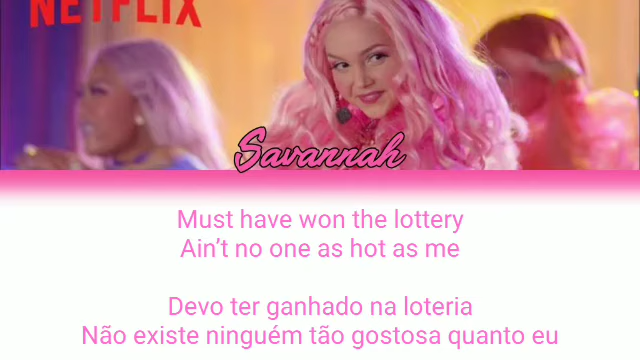 NETFLIX
Savannah
Must have won the lottery
Ain't no one as hot as me
Devo ter ganhado na loteria
Não existe ninguém tão gostosa quanto eu